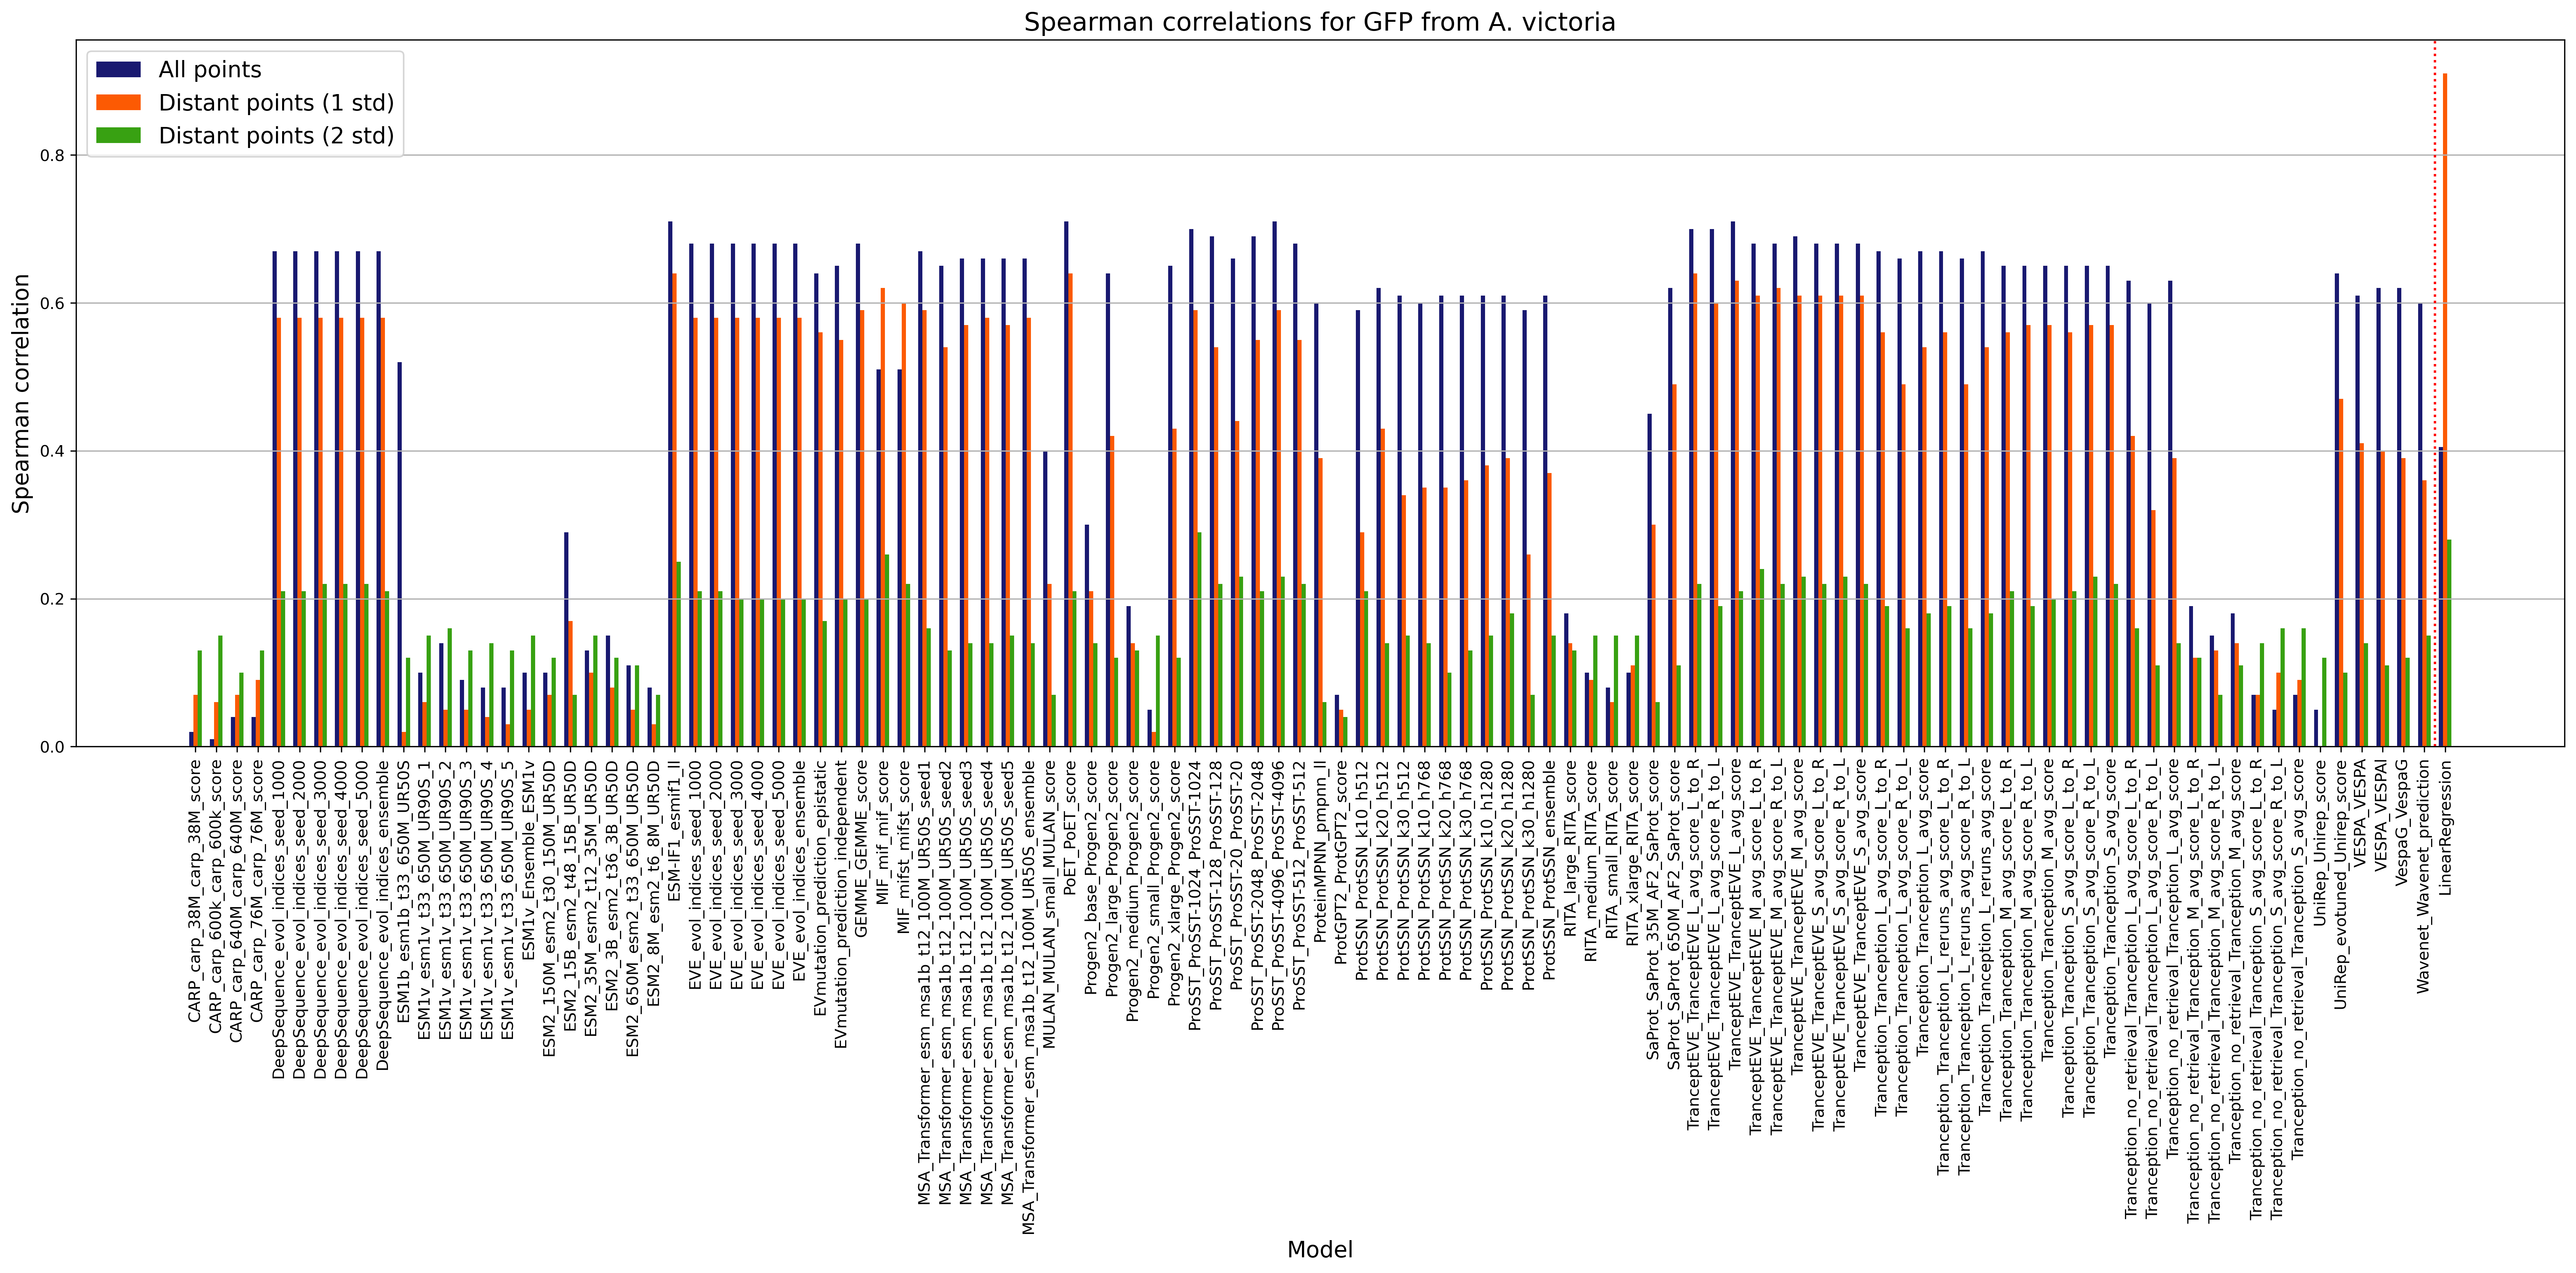 Spearman correlations for GFP from A. victoria
All points
Distant points (1 std)
Distant points (2 std)
Spearman correlation
0.8
0.6
0.4
0.2
0.0
CARP_carp_38M_score
CARP_carp_600k_carp_600k_score
CARP_carp_640M_carp_640M_score
CARP_carp_76M_score
DeepSequence_evol_indices_seed_1000
DeepSequence_evol_indices_seed_2000
DeepSequence_evol_indices_seed_3000
DeepSequence_evol_indices_seed_4000
DeepSequence_evol_indices_seed_5000
DeepSequence_evol_indices_ensemble
ESM1b_esm1b_t33_650M_UR50S
ESM1v_esm1v_t33_650M_UR90S_1
ESM1v_esm1v_t33_650M_UR90S_2
ESM1v_esm1v_t33_650M_UR90S_3
ESM1v_esm1v_t33_650M_UR90S_4
ESM1v_esm1v_t33_650M_UR90S_5
ESM1v_Ensemble_ESM1v
ESM2_150M_esm2_t30_150M_UR50D
ESM2_15B_esm2_t48_15B_UR50D
ESM2_35M_esm2_t12_35M_UR50D
ESM2_3B_esm2_t36_3B_UR50D
ESM2_650M_esm2_t33_650M_UR50D
ESM2_8M_esm2_t6_8M_UR50D
ESM-IF1_esmif1_ll
EVE_evol_indices_seed_1000
EVE_evol_indices_seed_2000
EVE_evol_indices_seed_3000
EVE_evol_indices_seed_4000
EVE_evol_indices_seed_5000
EVE_evol_indices_ensemble
EVmutation_prediction_epistatic
EVmutation_prediction_independent
GEMME_GEMME_score
MIF_mif_mif_score
MIF_mifst_mifst_score
MSA_Transformer_esm_msa1b_t12_100M_UR50S_seed1
MSA_Transformer_esm_msa1b_t12_100M_UR50S_seed2
MSA_Transformer_esm_msa1b_t12_100M_UR50S_seed3
MSA_Transformer_esm_msa1b_t12_100M_UR50S_seed4
MSA_Transformer_esm_msa1b_t12_100M_UR50S_seed5
MSA_Transformer_esm_msa1b_t12_100M_UR50S_ensemble
MULAN_small_MULAN_score
PoET_PoET_score
Progen2_base_Progen2_score
Progen2_large_Progen2_score
Progen2_medium_Progen2_score
Progen2_small_Progen2_score
Progen2_xlarge_Progen2_score
ProSST_ProSST-1024_ProSST-1024
ProSST-128_ProSST-128
ProSST_ProSST-20_ProSST-20
ProSST_ProSST-2048_ProSST-2048
ProSST_ProSST-4096_ProSST-4096
ProSST-512_ProSST-512
ProteinMPNN_pmpnn_ll
ProtGPT2_ProtGPT2_score
ProtSSN_ProtSSN_k10_h512
ProtSSN_ProtSSN_k20_h512
ProtSSN_ProtSSN_k30_h512
ProtSSN_ProtSSN_k10_h768
ProtSSN_ProtSSN_k20_h768
ProtSSN_ProtSSN_k30_h768
ProtSSN_ProtSSN_k10_h1280
ProtSSN_ProtSSN_k20_h1280
ProtSSN_ProtSSN_k30_h1280
ProtSSN_ProtSSN_ensemble
RITA_large_RITA_score
RITA_medium_RITA_score
RITA_small_RITA_score
RITA_xlarge_RITA_score
SaProt_SaProt_35M_AF2_SaProt_score
SaProt_SaProt_650M_AF2_SaProt_score
TranceptEVE_TranceptEVE_L_avg_score_L_to_R
TranceptEVE_TranceptEVE_L_avg_score_R_to_L
TranceptEVE_TranceptEVE_L_avg_score
TranceptEVE_TranceptEVE_M_avg_score_L_to_R
TranceptEVE_TranceptEVE_M_avg_score_R_to_L
TranceptEVE_TranceptEVE_M_avg_score
TranceptEVE_TranceptEVE_S_avg_score_L_to_R
TranceptEVE_TranceptEVE_S_avg_score_R_to_L
TranceptEVE_TranceptEVE_S_avg_score
Tranception_Tranception_L_avg_score_L_to_R
Tranception_Tranception_L_avg_score_R_to_L
Tranception_Tranception_L_avg_score
Tranception_Tranception_L_reruns_avg_score_L_to_R
Tranception_Tranception_L_reruns_avg_score_R_to_L
Tranception_Tranception_L_reruns_avg_score
Tranception_Tranception_M_avg_score_L_to_R
Tranception_Tranception_M_avg_score_R_to_L
Tranception_Tranception_M_avg_score
Tranception_Tranception_S_avg_score_L_to_R
Tranception_Tranception_S_avg_score_R_to_L
Tranception_Tranception_S_avg_score
Tranception_no_retrieval_Tranception_L_avg_score_L_to_R
Tranception_no_retrieval_Tranception_L_avg_score_R_to_L
Tranception_no_retrieval_Tranception_L_avg_score
Tranception_no_retrieval_Tranception_M_avg_score_L_to_R
Tranception_no_retrieval_Tranception_M_avg_score_R_to_L
Tranception_no_retrieval_Tranception_M_avg_score
Tranception_no_retrieval_Tranception_S_avg_score_L_to_R
Tranception_no_retrieval_Tranception_S_avg_score_R_to_L
Tranception_no_retrieval_Tranception_S_avg_score
UniRep_Unirep_score
UniRep_evotuned_Unirep_score
VESPA_VESPA
VESPA_VESPAl
VespaG_VespaG
Wavenet_Wavenet_prediction
LinearRegression
Model